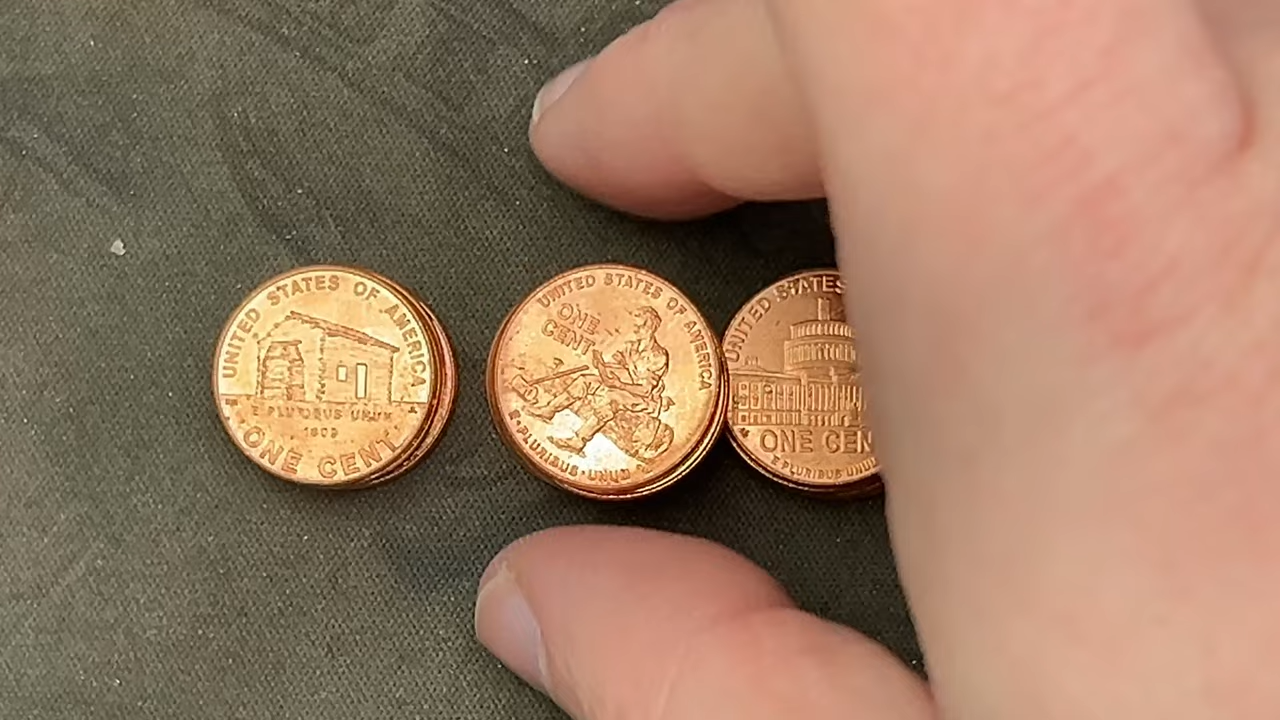 UNITED STATES OF AMERICA
E PLURIBUS UNUM
1809
ONE CENT
UNITED STATES OF AMERICA
ONE
CENT
E·PLURIBUS·UNUM
UNITED STATES
ONE CEN
E PLURIBUS UNUM